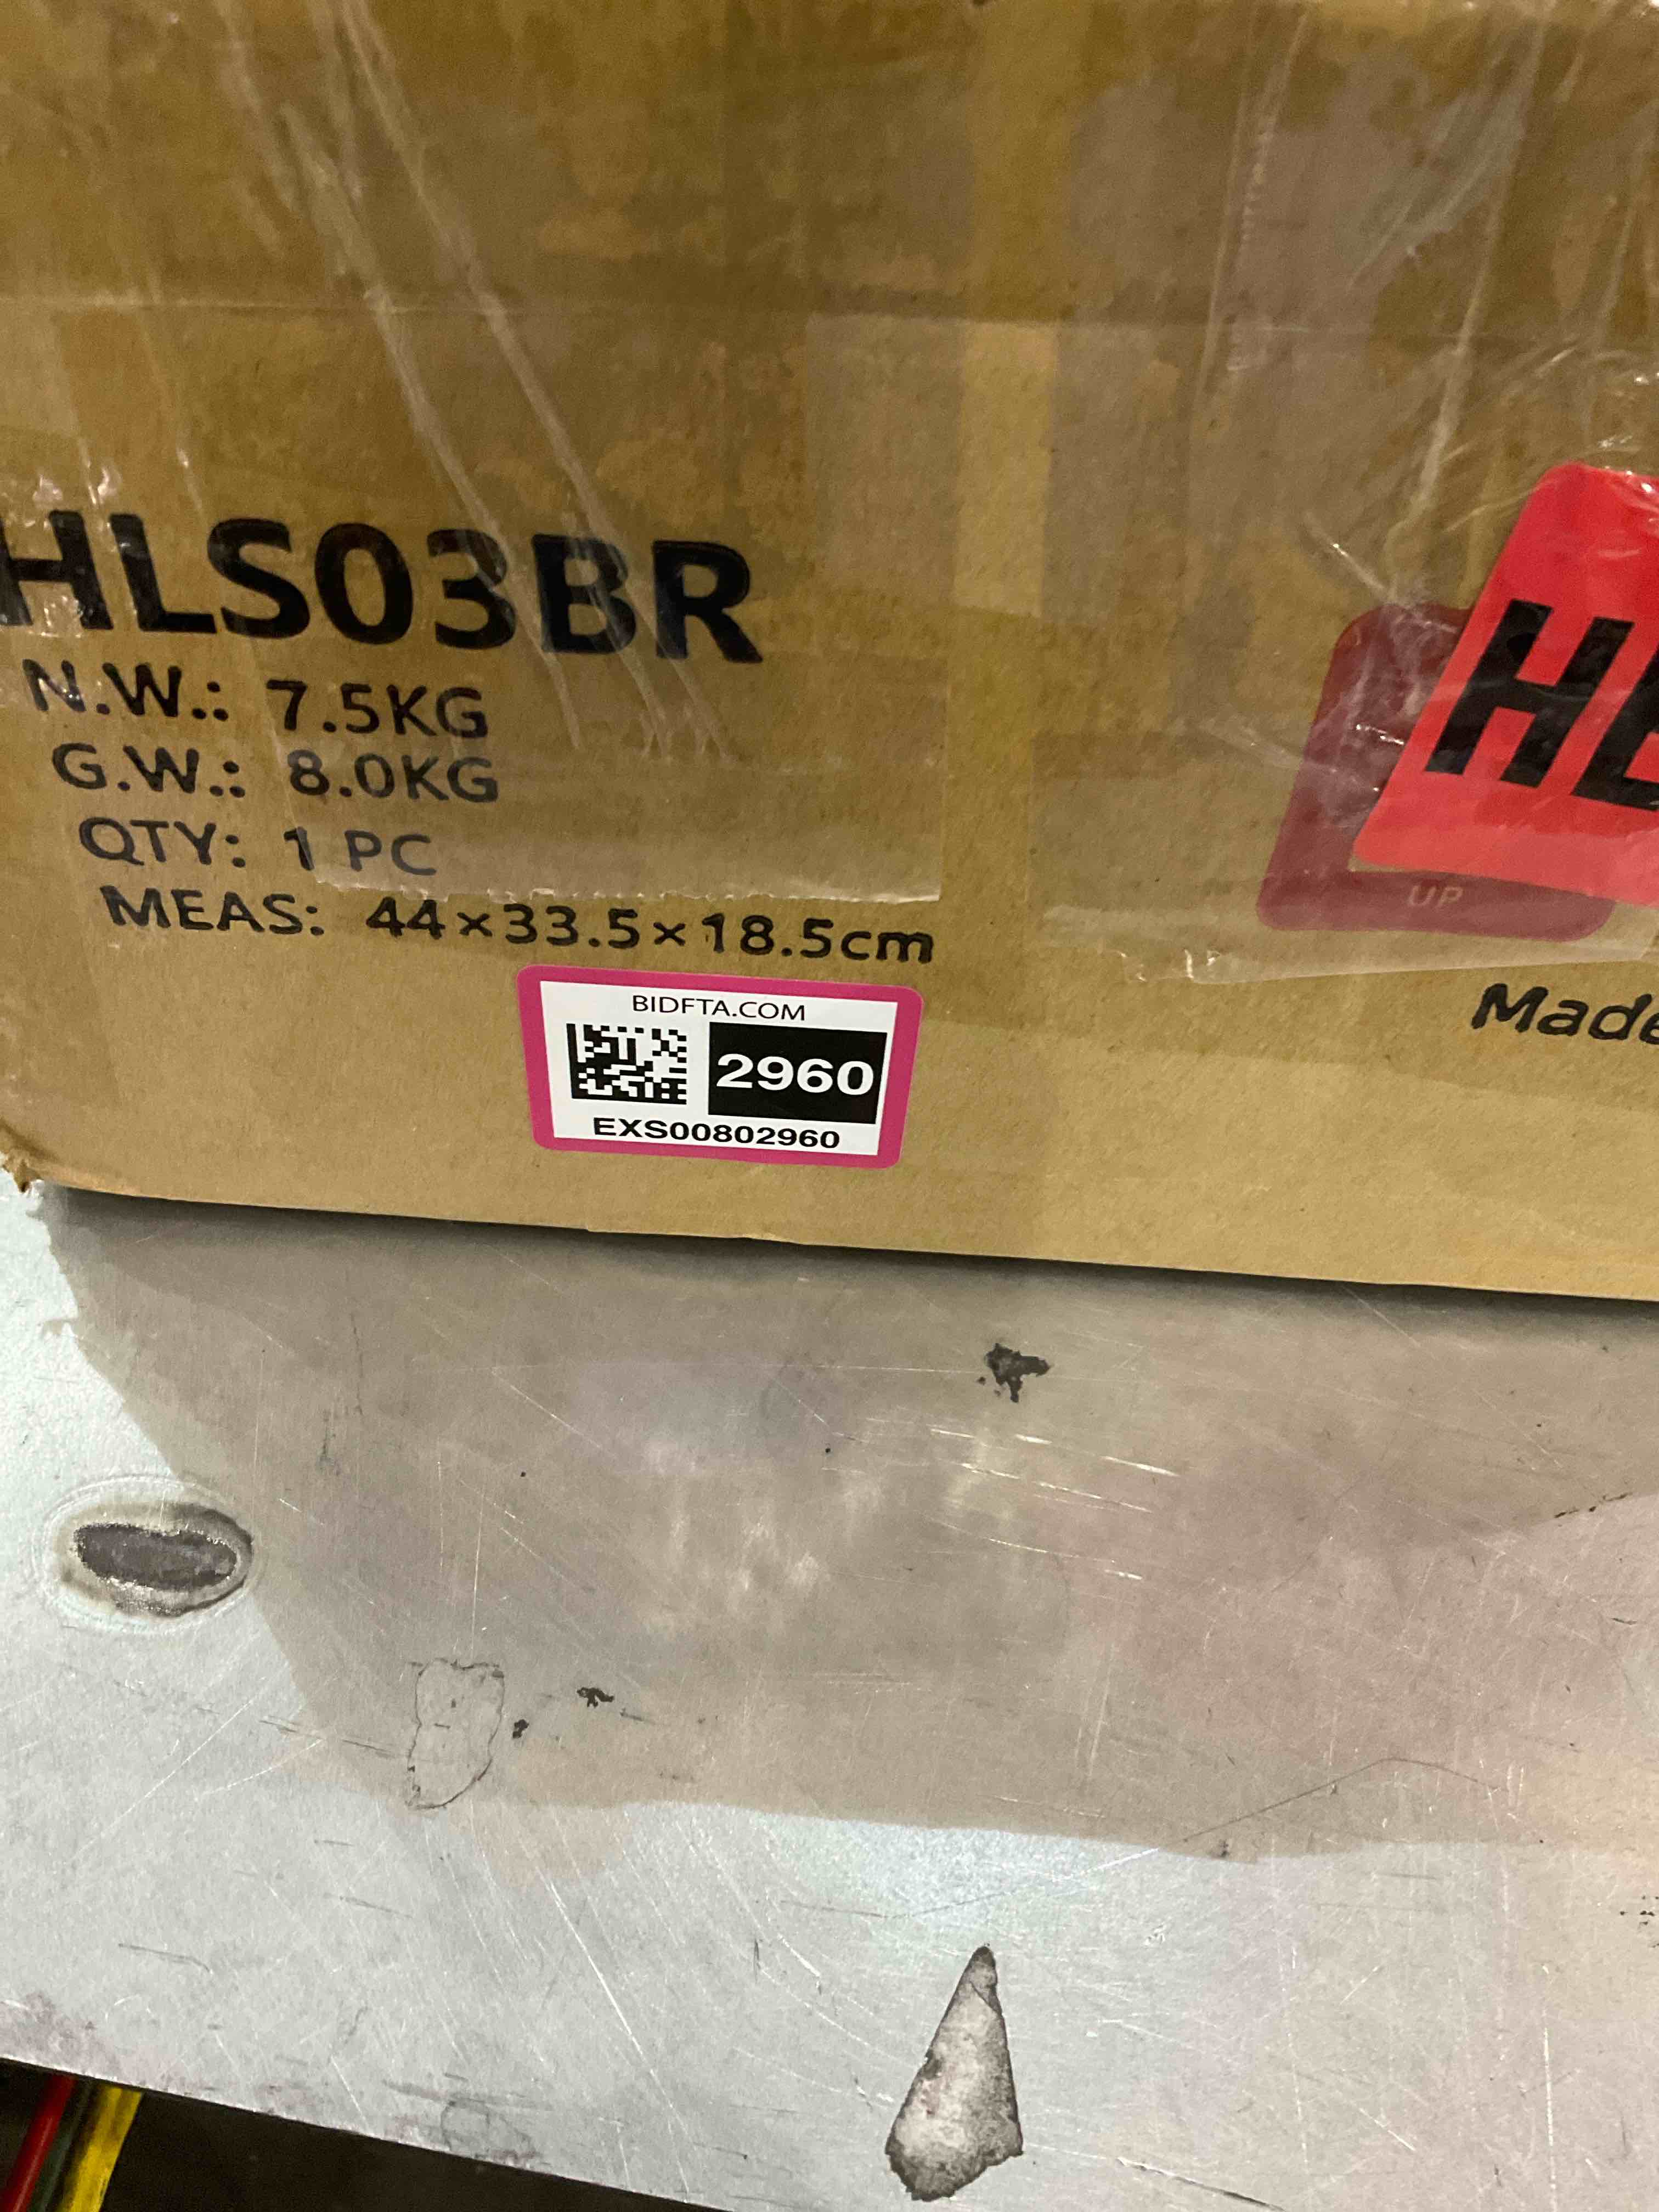 HLS03BR
N.W.: 7.5KG
G.W.: 8.0KG
QTY: 1 PC
MEAS: 44×33.5×18.5cm
UP
Made
BIDFTA.COM
2960
EXS00802960